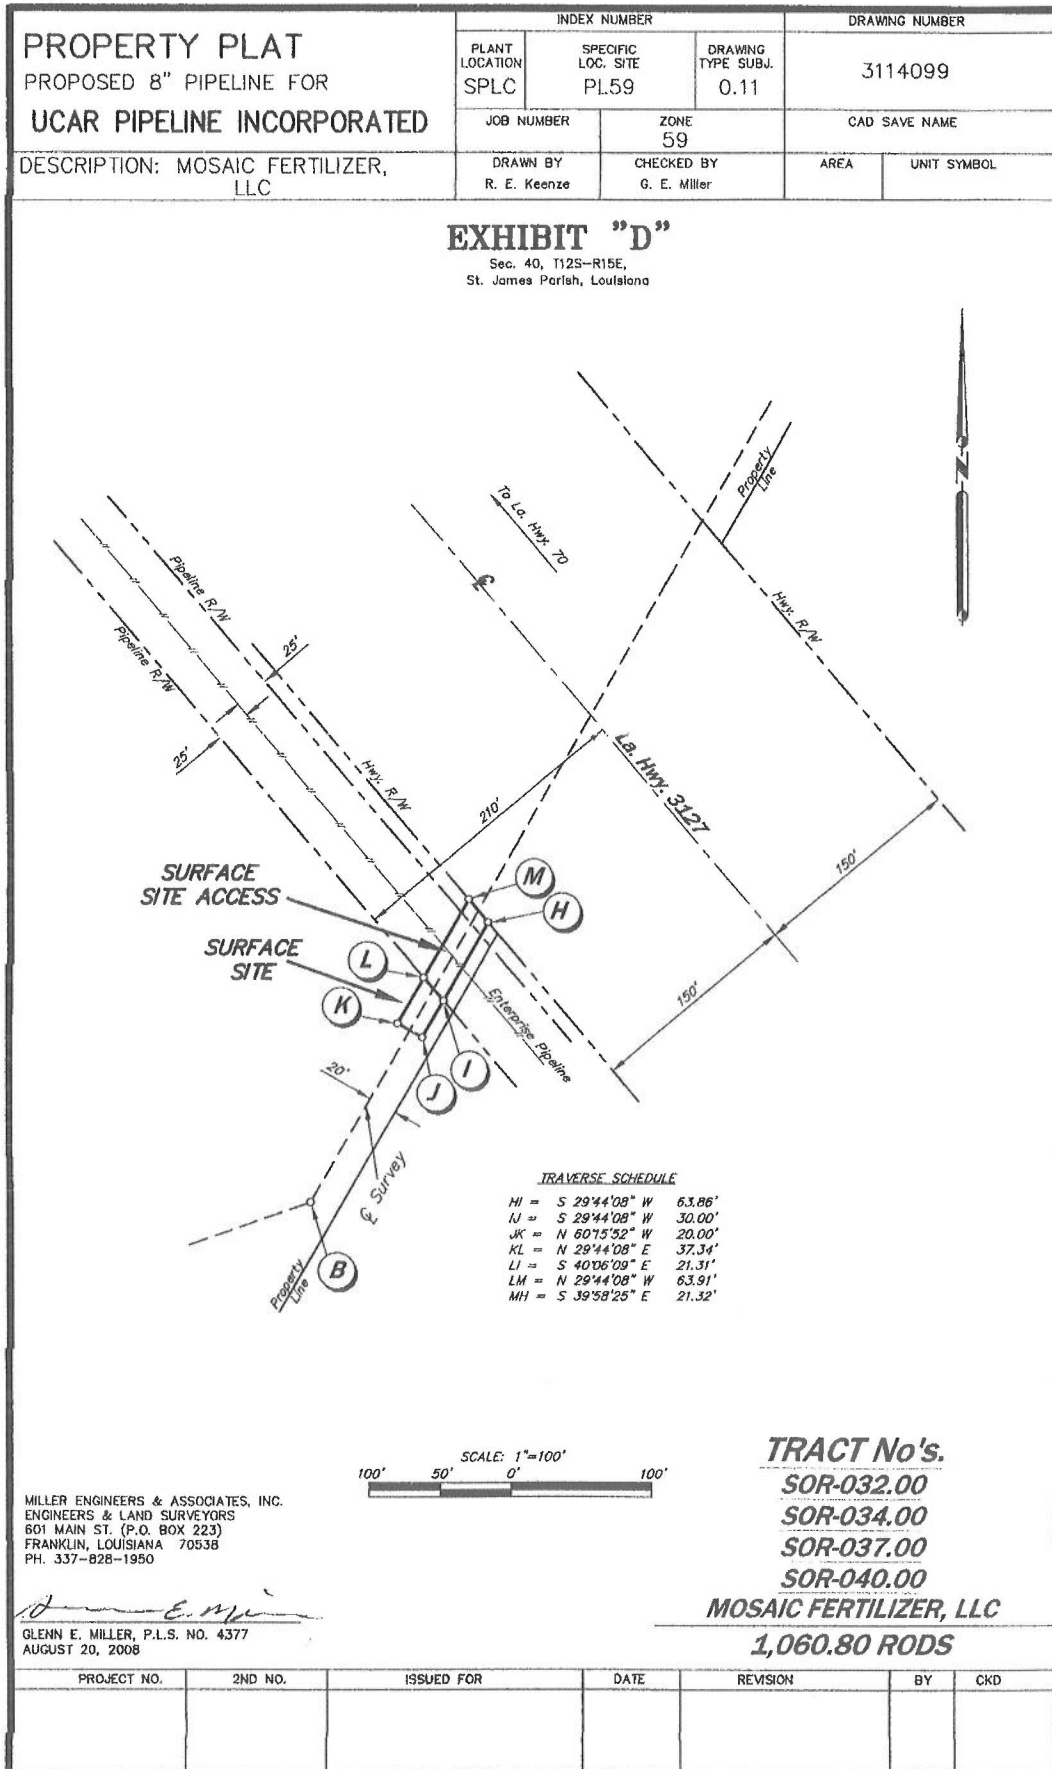 PROPERTY PLAT
PROPOSED 8" PIPELINE FOR
UCAR PIPELINE INCORPORATED
DESCRIPTION: MOSAIC FERTILIZER,
LLC
INDEX NUMBER
PLANT LOCATION
SPLC
SPECIFIC LOC. SITE
PL59
DRAWING TYPE SUBJ.
0.11
DRAWING NUMBER
3114099
JOB NUMBER
ZONE
59
CAD SAVE NAME
DRAWN BY
R. E. Keenze
CHECKED BY
G. E. Miller
AREA
UNIT SYMBOL
EXHIBIT "D"
Sec. 40, T12S-R15E,
St. James Parish, Louisiana
N
Property
Line
To La. Hwy. 70
℄
Pipeline R/W
Pipeline R/W
25'
25'
Hwy. R/W
Hwy. R/W
210'
La. Hwy. 3127
150'
150'
SURFACE
SITE ACCESS
SURFACE
SITE
M
H
L
K
I
J
Enterprise Pipeline
20'
℄ Survey
B
Property
Line
TRAVERSE SCHEDULE
HI = S 29°44'08" W 63.86'
IJ = S 29°44'08" W 30.00'
JK = N 60°15'52" W 20.00'
KL = N 29°44'08" E 37.34'
LI = S 40°06'09" E 21.31'
LM = N 29°44'08" W 63.91'
MH = S 39°58'25" E 21.32'
SCALE: 1"=100'
100' 50' 0' 100'
MILLER ENGINEERS & ASSOCIATES, INC.
ENGINEERS & LAND SURVEYORS
601 MAIN ST. (P.O. BOX 223)
FRANKLIN, LOUISIANA 70538
PH. 337-828-1950
GLENN E. MILLER, P.L.S. NO. 4377
AUGUST 20, 2008
TRACT No's.
SOR-032.00
SOR-034.00
SOR-037.00
SOR-040.00
MOSAIC FERTILIZER, LLC
1,060.80 RODS
PROJECT NO. 2ND NO. ISSUED FOR DATE REVISION BY CKD